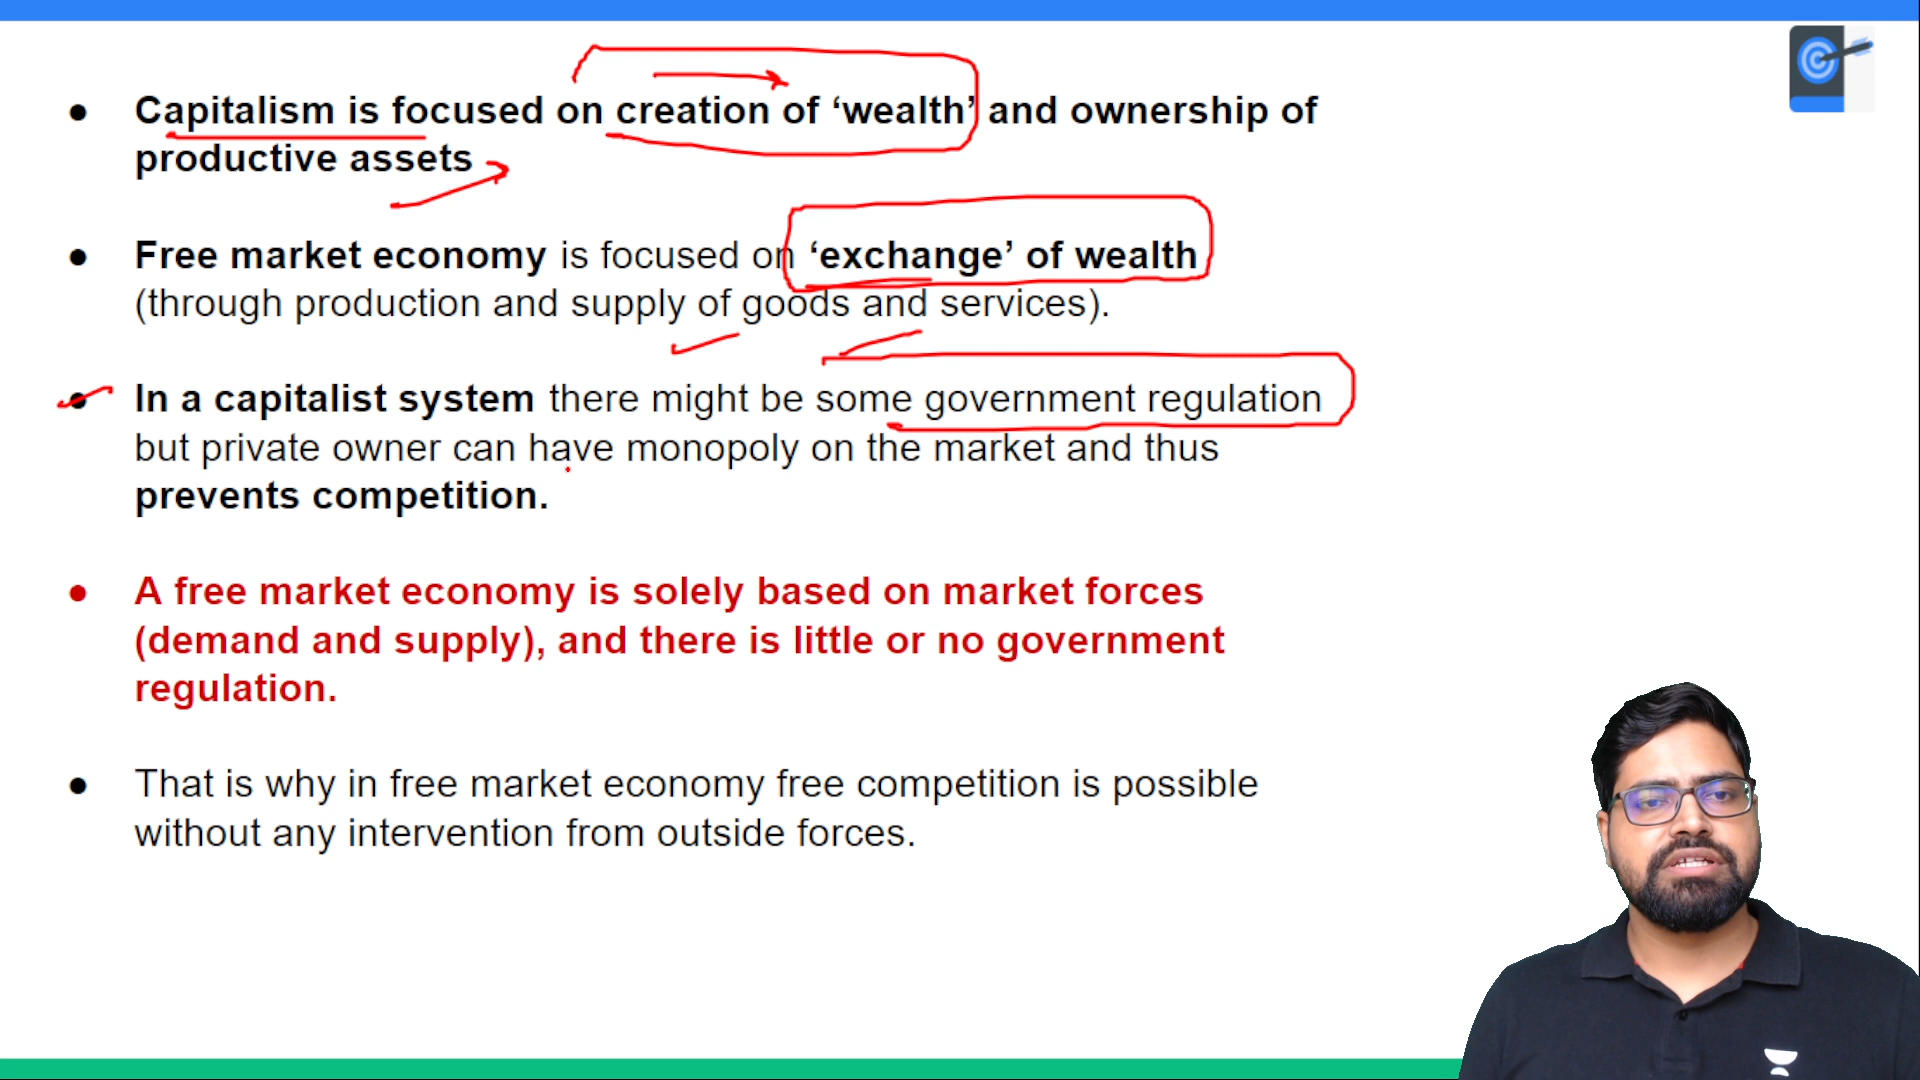 ● Capitalism is focused on creation of ‘wealth’ and ownership of
productive assets
● Free market economy is focused on ‘exchange’ of wealth
(through production and supply of goods and services).
● In a capitalist system there might be some government regulation
but private owner can have monopoly on the market and thus
prevents competition.
● A free market economy is solely based on market forces
(demand and supply), and there is little or no government
regulation.
● That is why in free market economy free competition is possible
without any intervention from outside forces.